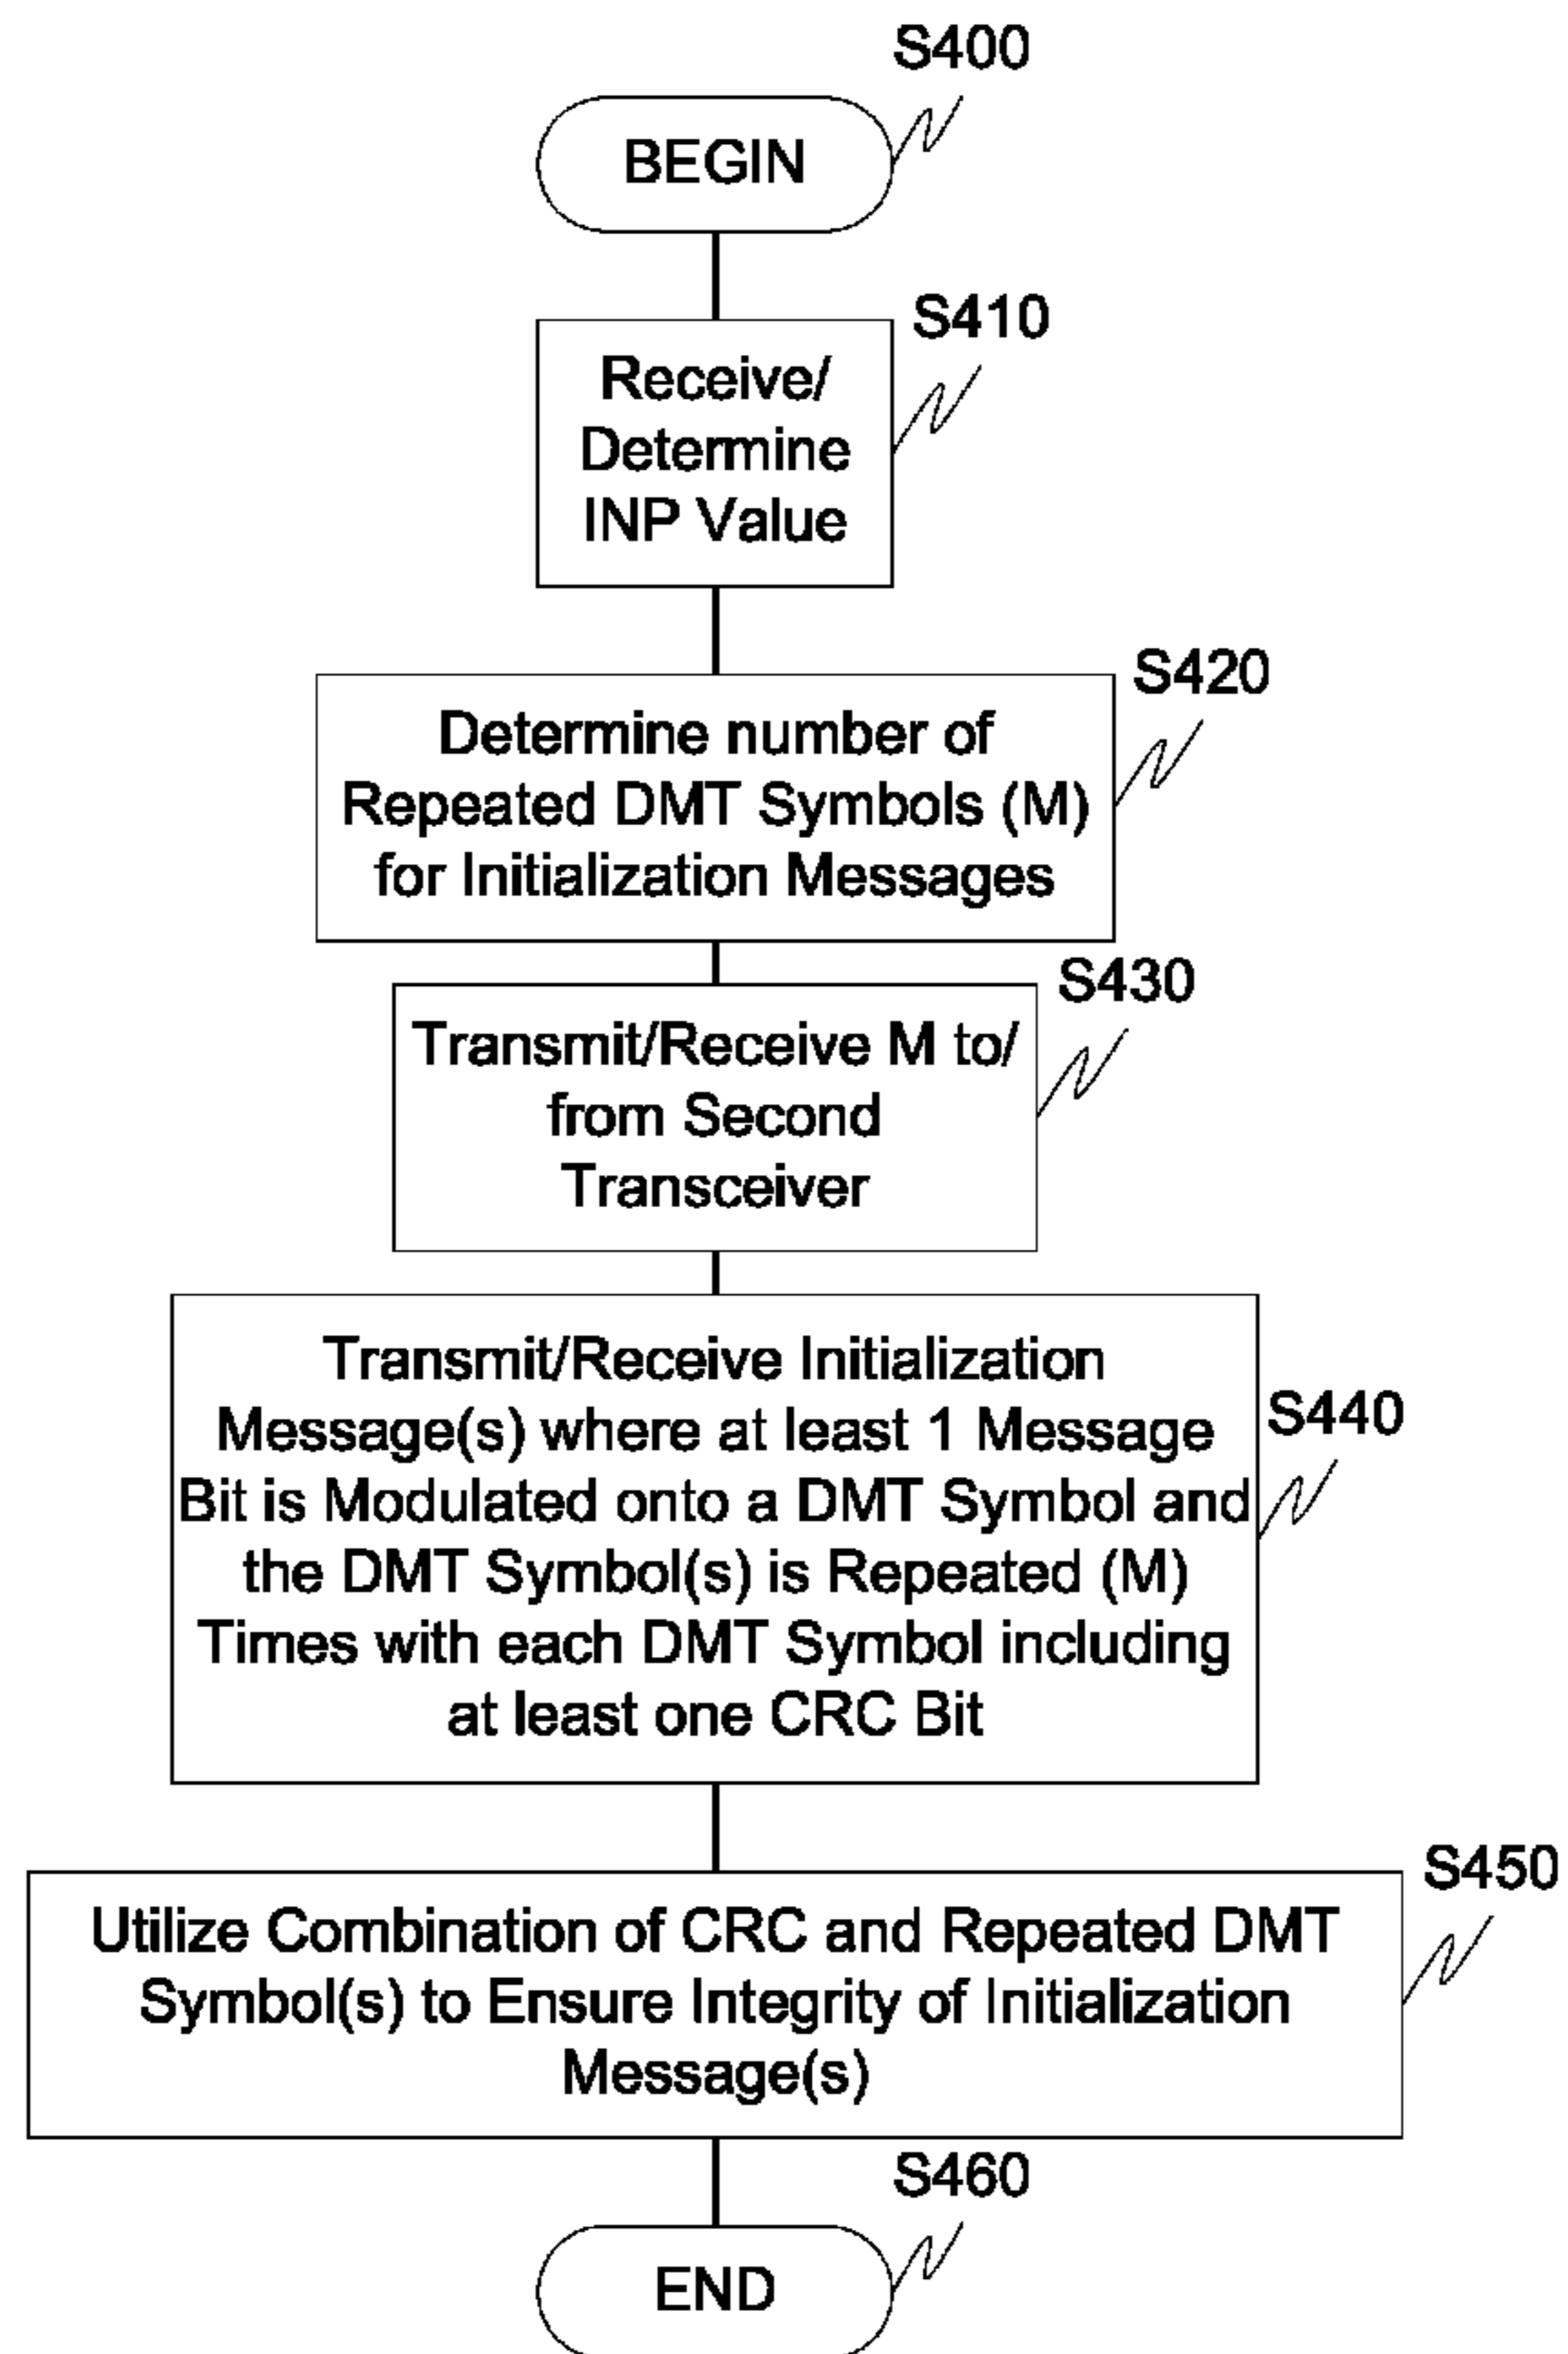 S400
BEGIN
S410
Receive/
Determine
INP Value
S420
Determine number of
Repeated DMT Symbols (M)
for Initialization Messages
S430
Transmit/Receive M to/
from Second
Transceiver
S440
Transmit/Receive Initialization
Message(s) where at least 1 Message
Bit is Modulated onto a DMT Symbol and
the DMT Symbol(s) is Repeated (M)
Times with each DMT Symbol including
at least one CRC Bit
S450
Utilize Combination of CRC and Repeated DMT
Symbol(s) to Ensure Integrity of Initialization
Message(s)
S460
END